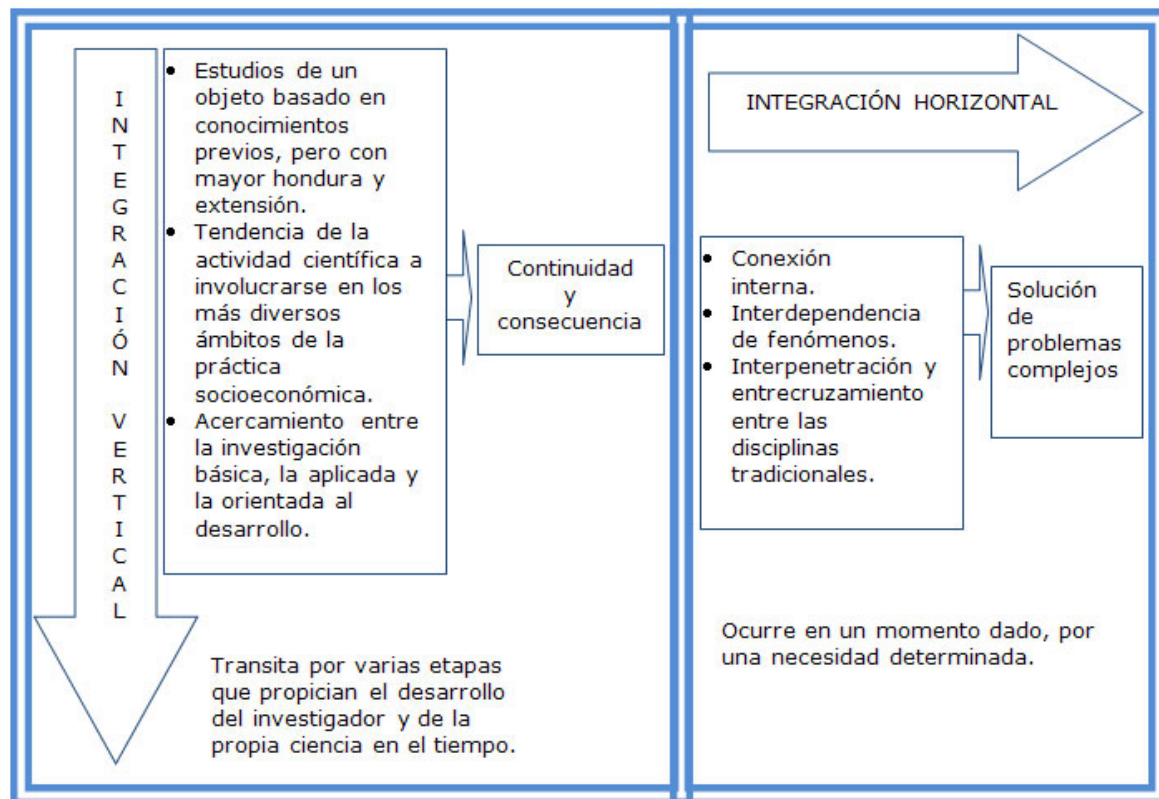 INTEGRACIÓN VERTICAL
• Estudios de un
objeto basado en
conocimientos
previos, pero con
mayor hondura y
extensión.
• Tendencia de la
actividad científica a
involucrarse en los
más diversos
ámbitos de la
práctica
socioeconómica.
• Acercamiento entre
la investigación
básica, la aplicada y
la orientada al
desarrollo.
Continuidad
y
consecuencia
Transita por varias etapas
que propician el desarrollo
del investigador y de la
propia ciencia en el tiempo.
INTEGRACIÓN HORIZONTAL
• Conexión
interna.
• Interdependencia
de fenómenos.
• Interpenetración y
entrecruzamiento
entre las
disciplinas
tradicionales.
Solución
de
problemas
complejos
Ocurre en un momento dado, por
una necesidad determinada.